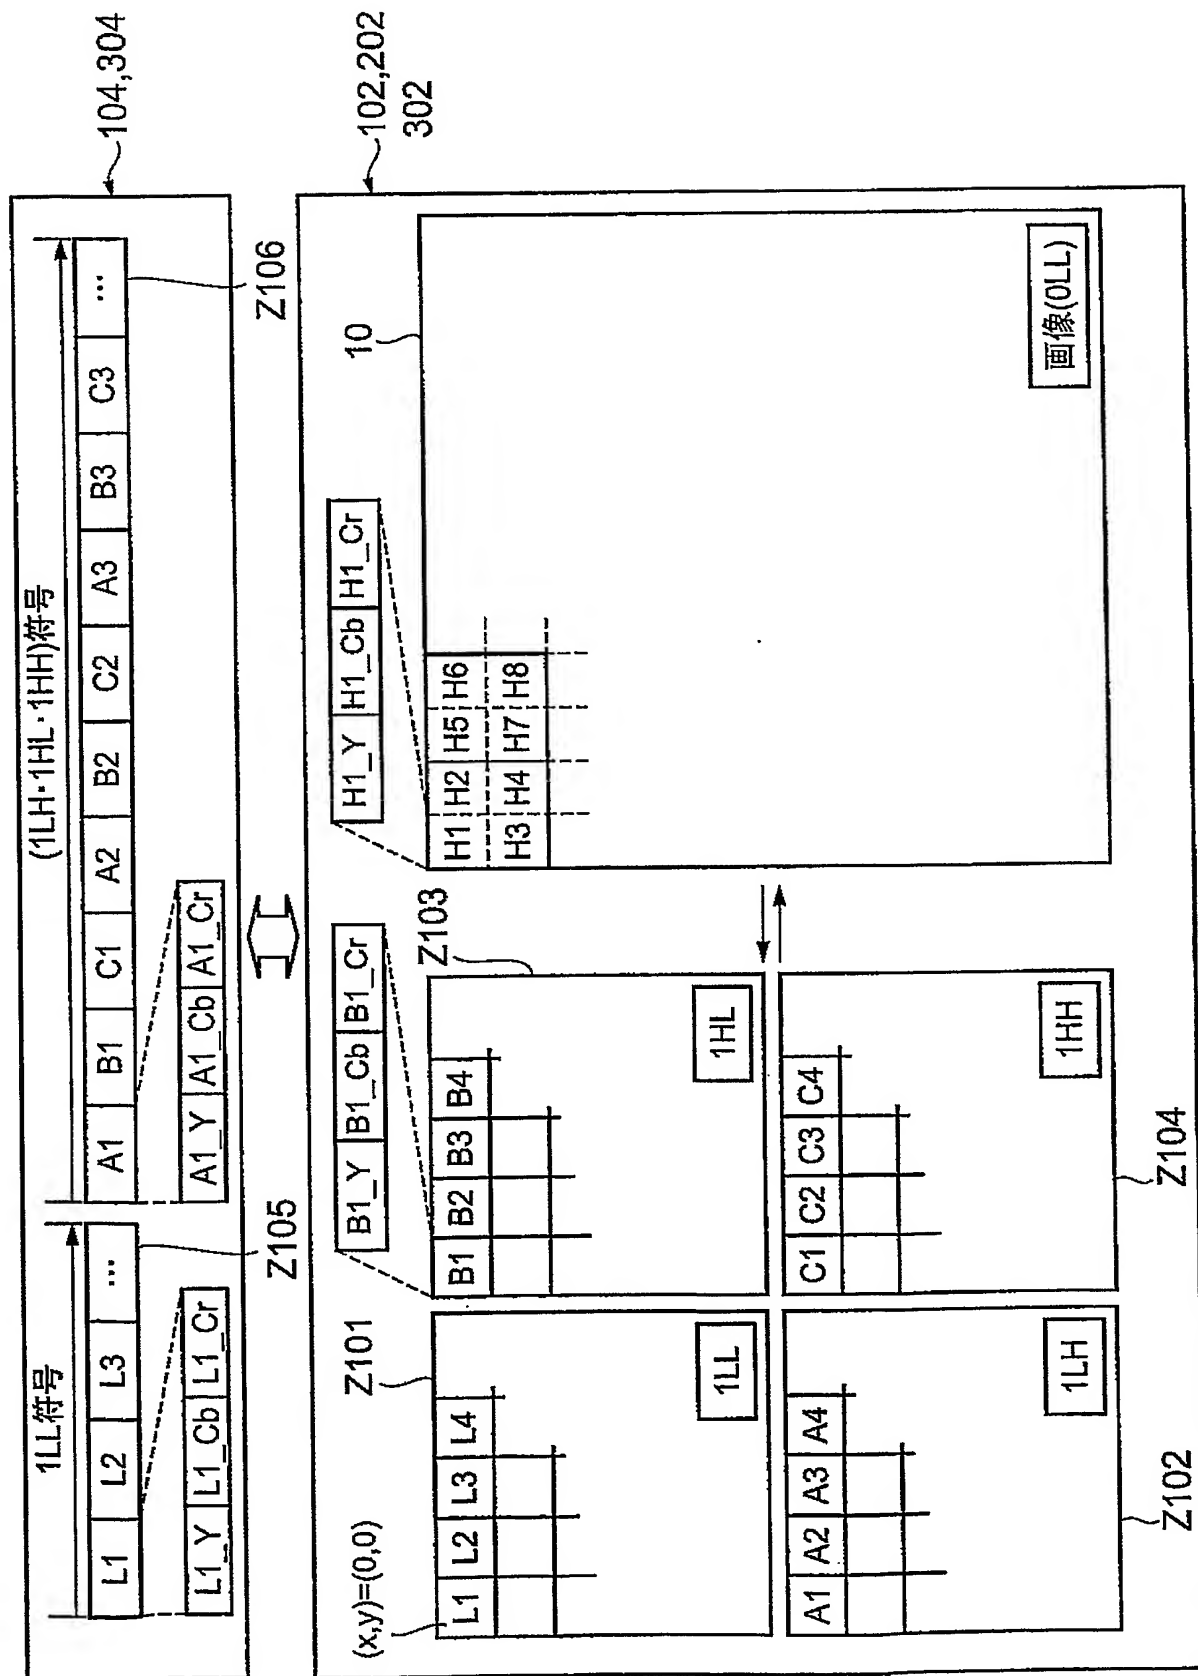 104,304
1LL符号
(1LH・1HL・1HH)符号
L1 L2 L3 ...
A1 B1 C1 A2 B2 C2 A3 B3 C3 ...
L1_Y L1_Cb L1_Cr
A1_Y A1_Cb A1_Cr
Z105
Z106
102,202
302
B1_Y B1_Cb B1_Cr
H1_Y H1_Cb H1_Cr
(x,y)=(0,0)
Z101
Z103
10
L1 L2 L3 L4
B1 B2 B3 B4
H1 H2 H5 H6
H3 H4 H7 H8
1LL
1HL
A1 A2 A3 A4
C1 C2 C3 C4
1LH
1HH
画像(0LL)
Z102
Z104